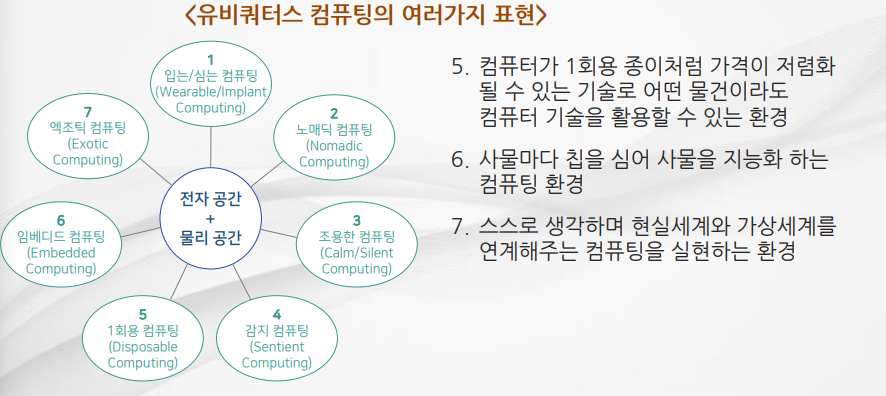 <유비쿼터스 컴퓨팅의 여러가지 표현>
1
입는/심는 컴퓨팅
(Wearable/Implant
Computing)
2
노매딕 컴퓨팅
(Nomadic
Computing)
3
조용한 컴퓨팅
(Calm/Silent
Computing)
4
감지 컴퓨팅
(Sentient
Computing)
5
1회용 컴퓨팅
(Disposable
Computing)
6
임베디드 컴퓨팅
(Embedded
Computing)
7
엑조틱 컴퓨팅
(Exotic
Computing)
전자 공간
+
물리 공간
5. 컴퓨터가 1회용 종이처럼 가격이 저렴화
될 수 있는 기술로 어떤 물건이라도
컴퓨터 기술을 활용할 수 있는 환경
6. 사물마다 칩을 심어 사물을 지능화 하는
컴퓨팅 환경
7. 스스로 생각하며 현실세계와 가상세계를
연계해주는 컴퓨팅을 실현하는 환경